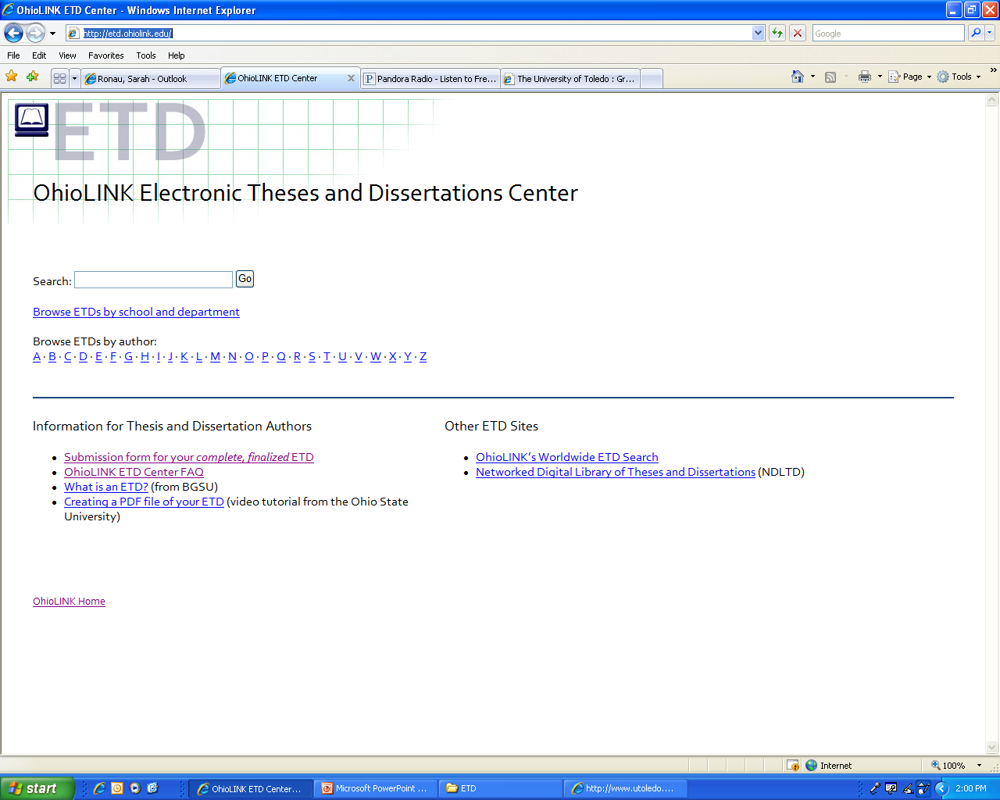 OhioLINK ETD Center - Windows Internet Explorer
http://etd.ohiolink.edu/
Google
File Edit View Favorites Tools Help
Ronau, Sarah - Outlook
OhioLINK ETD Center
Pandora Radio - Listen to Fre...
The University of Toledo : Gr...
Page
Tools
ETD
OhioLINK Electronic Theses and Dissertations Center
Search: Go
Browse ETDs by school and department
Browse ETDs by author:
A · B · C · D · E · F · G · H · I · J · K · L · M · N · O · P · Q · R · S · T · U · V · W · X · Y · Z
Information for Thesis and Dissertation Authors
Submission form for your complete, finalized ETD
OhioLINK ETD Center FAQ
What is an ETD? (from BGSU)
Creating a PDF file of your ETD (video tutorial from the Ohio State
University)
Other ETD Sites
OhioLINK's Worldwide ETD Search
Networked Digital Library of Theses and Dissertations (NDLTD)
OhioLINK Home
Internet
100%
start
OhioLINK ETD Center...
Microsoft PowerPoint ...
ETD
http://www.utoledo....
2:00 PM